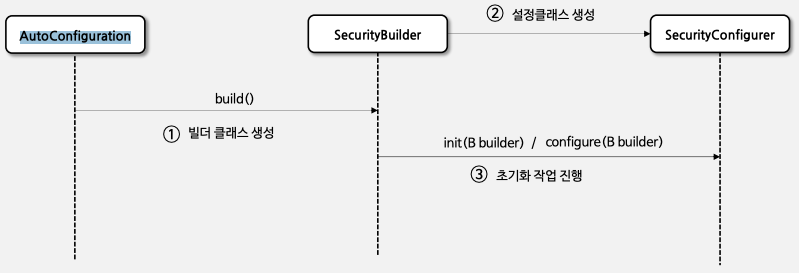 ② 설정클래스 생성
AutoConfiguration
SecurityBuilder
SecurityConfigurer
build()
① 빌더 클래스 생성
init(B builder) / configure(B builder)
③ 초기화 작업 진행